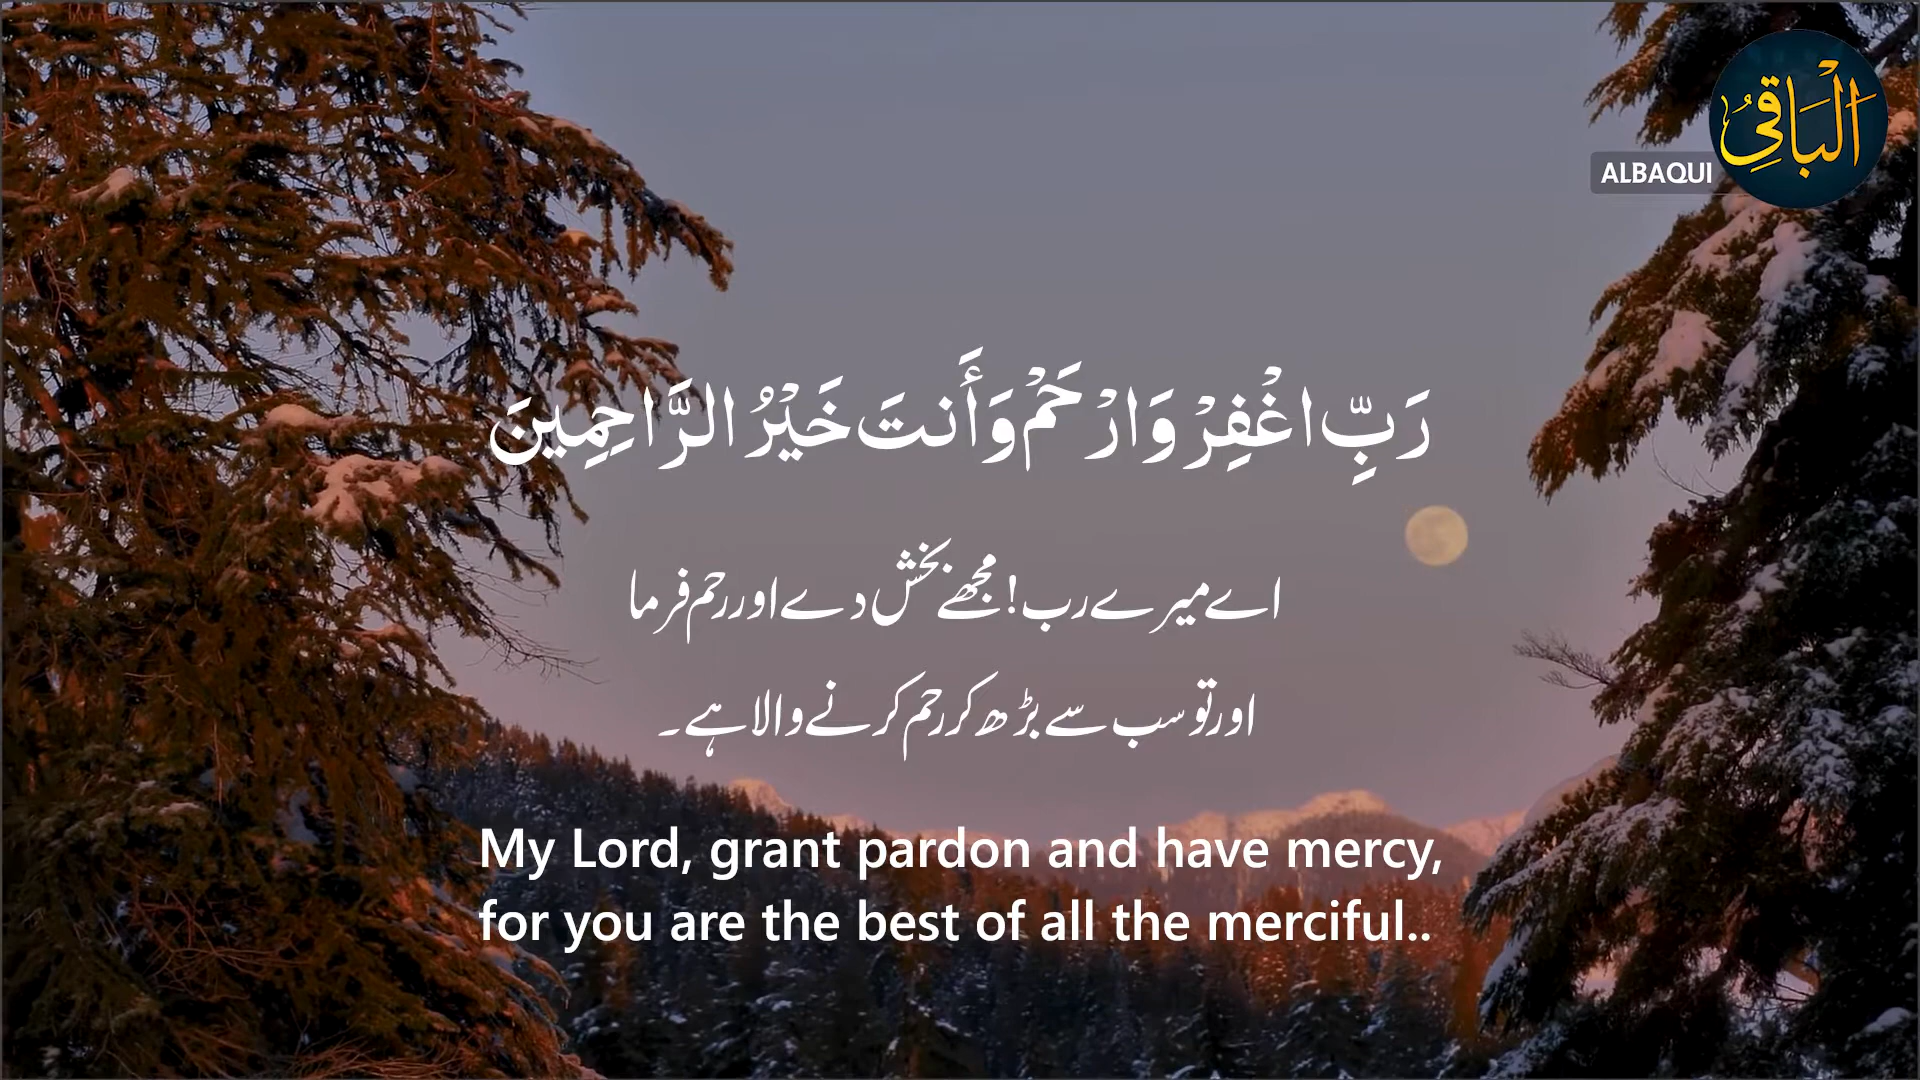 اَلْبَاقِىُ
ALBAQUI
رَبِّ اغْفِرْ وَارْحَمْ وَأَنتَ خَيْرُ الرَّاحِمِينَ
اے میرے رب! مجھے بخش دے اور رحم فرما
اور تو سب سے بڑھ کر رحم کرنے والا ہے۔
My Lord, grant pardon and have mercy,
for you are the best of all the merciful..